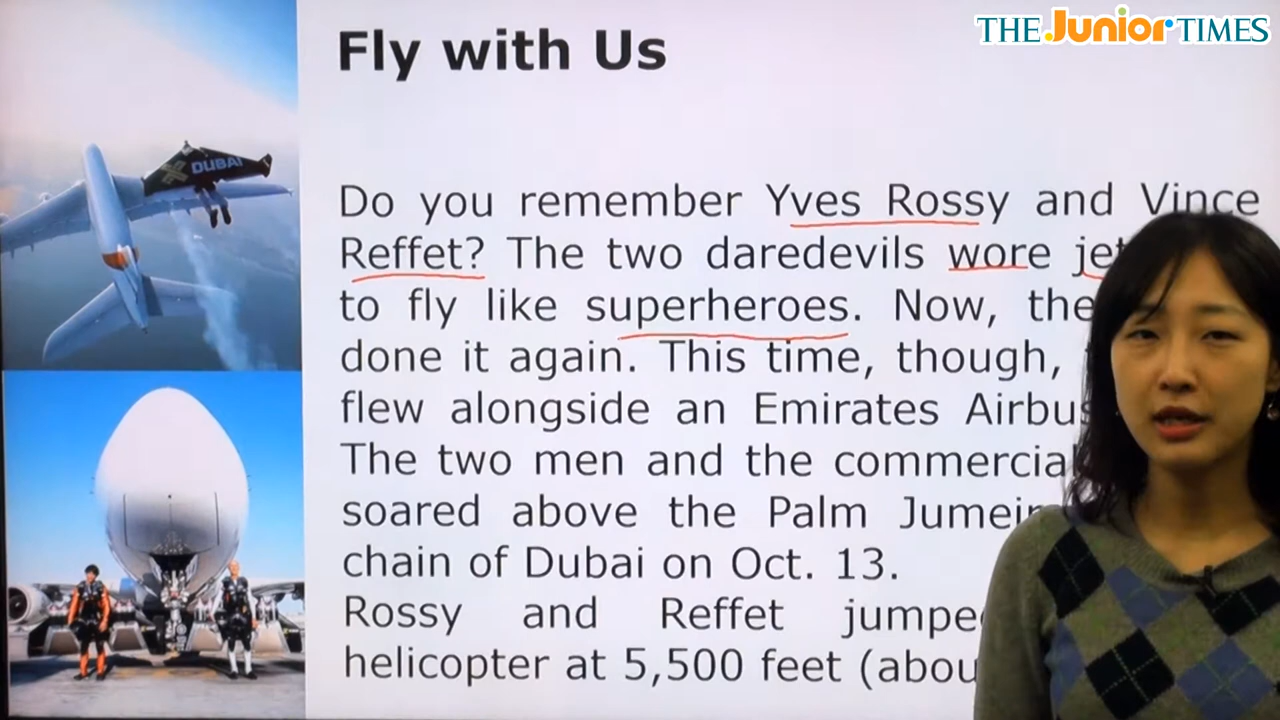 THE Junior TIMES
Fly with Us
Do you remember Yves Rossy and Vince
Reffet? The two daredevils wore
to fly like superheroes. Now,
done it again. This time, though,
flew alongside an Emirates
The two men and the
soared above the Palm
chain of Dubai on Oct. 13.
Rossy and Reffet
helicopter at 5,500 feet
DUBAI